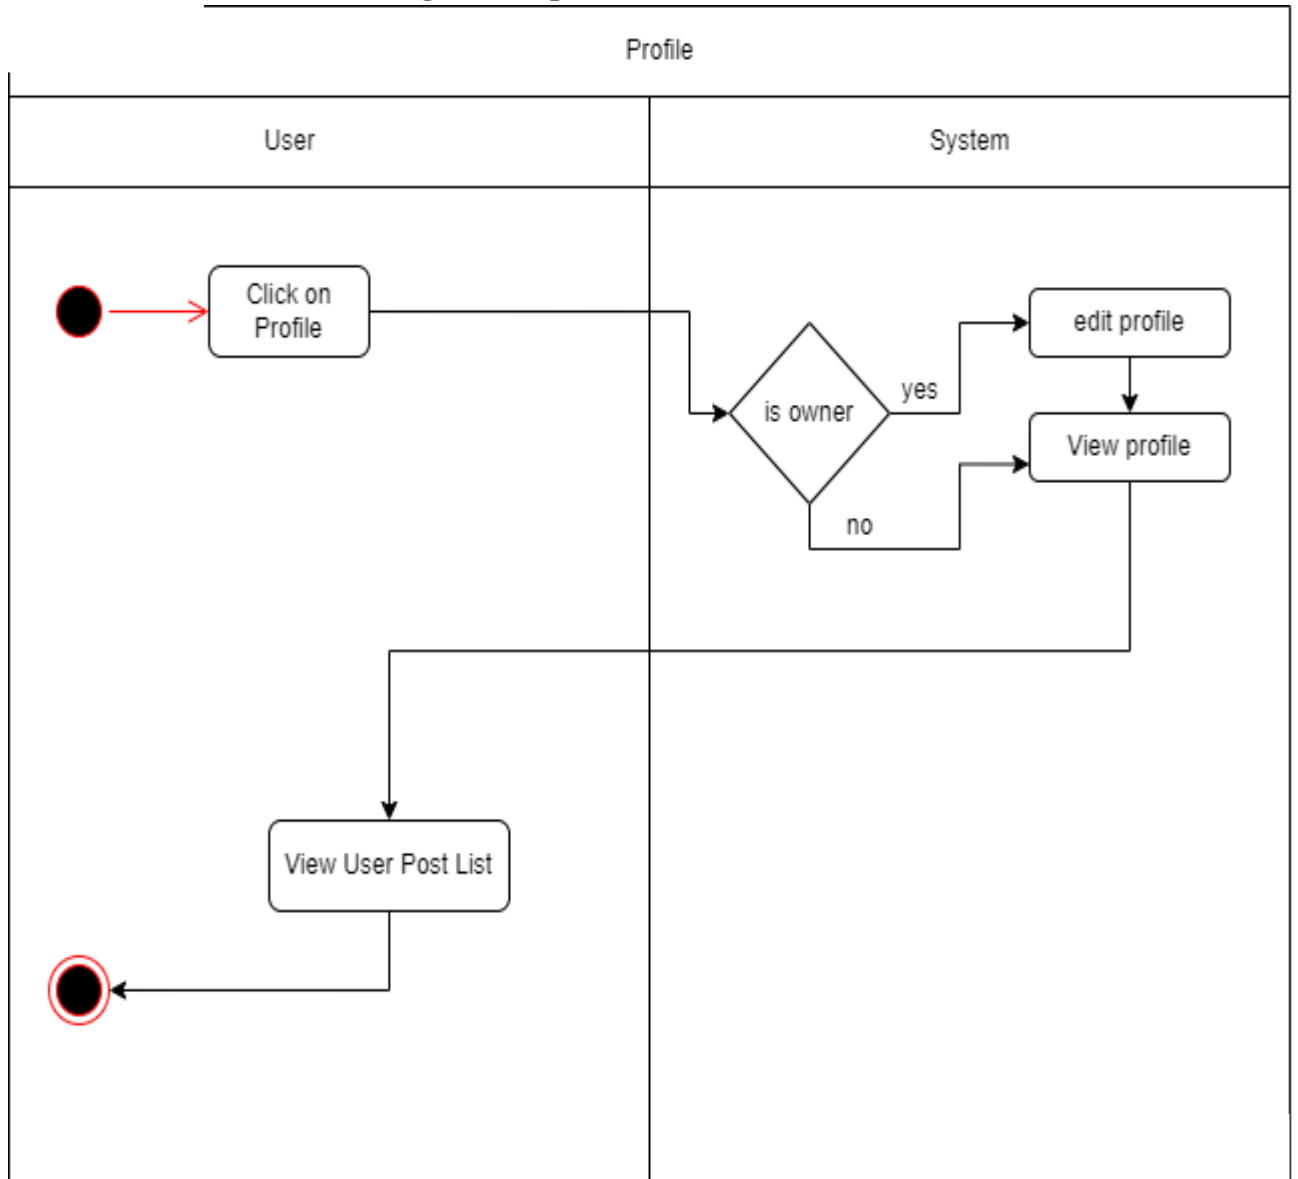 Profile
User
System
Click on
Profile
edit profile
yes
is owner
View profile
no
View User Post List